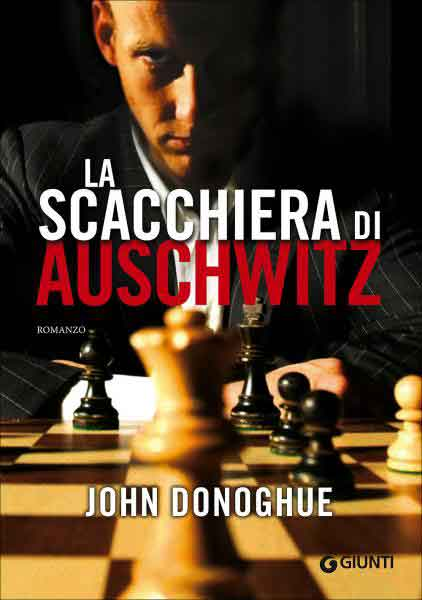 LA
SCACCHIERA DI
AUSCHWITZ
ROMANZO
JOHN DONOGHUE
GIUNTI